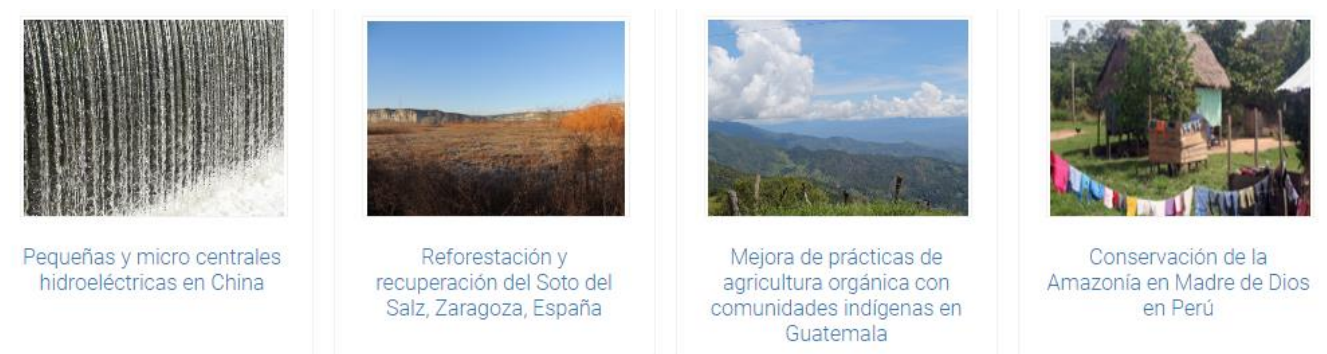 Pequeñas y micro centrales
hidroeléctricas en China
Reforestación y
recuperación del Soto del
Salz, Zaragoza, España
Mejora de prácticas de
agricultura orgánica con
comunidades indígenas en
Guatemala
Conservación de la
Amazonía en Madre de Dios
en Perú